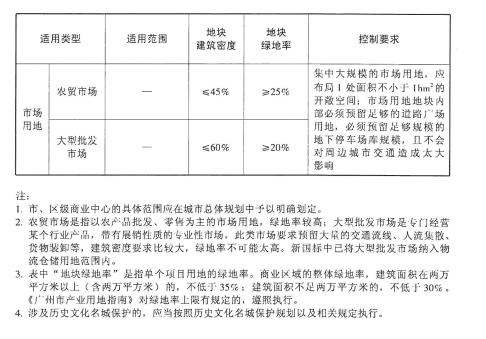 适用类型 适用范围 地块建筑密度 地块绿地率 控制要求
市场用地
农贸市场 — ≤45% ≥25%
大型批发市场 — ≤60% ≥20%
集中大规模的市场用地，应
布局1处面积不小于1hm²的
开敞空间；市场用地地块内
部必须预留足够的道路广场
用地，必须预留足够规模的
地下停车场库规模，且不会
对周边城市交通造成太大
影响
注：
1. 市、区级商业中心的具体范围应在城市总体规划中予以明确划定。
2. 农贸市场是指以农产品批发、零售为主的市场用地，绿地率较高；大型批发市场是专门经营
某个行业产品，带有展销性质的专业性市场，此类市场要求预留大量的交通流线、人流集散、
货物装卸等，建筑密度要求比较大，绿地率不可能太高。新国标中已将大型批发市场纳入物
流仓储用地范围内。
3. 表中“地块绿地率”是指单个项目用地的绿地率。商业区域的整体绿地率，建筑面积在两万
平方米以上（含两万平方米）的，不低于35%；建筑面积不足两万平方米的，不低于30%。
《广州市产业用地指南》对绿地率上限有规定的，遵照执行。
4. 涉及历史文化名城保护的，应当按照历史文化名城保护规划以及相关规定执行。